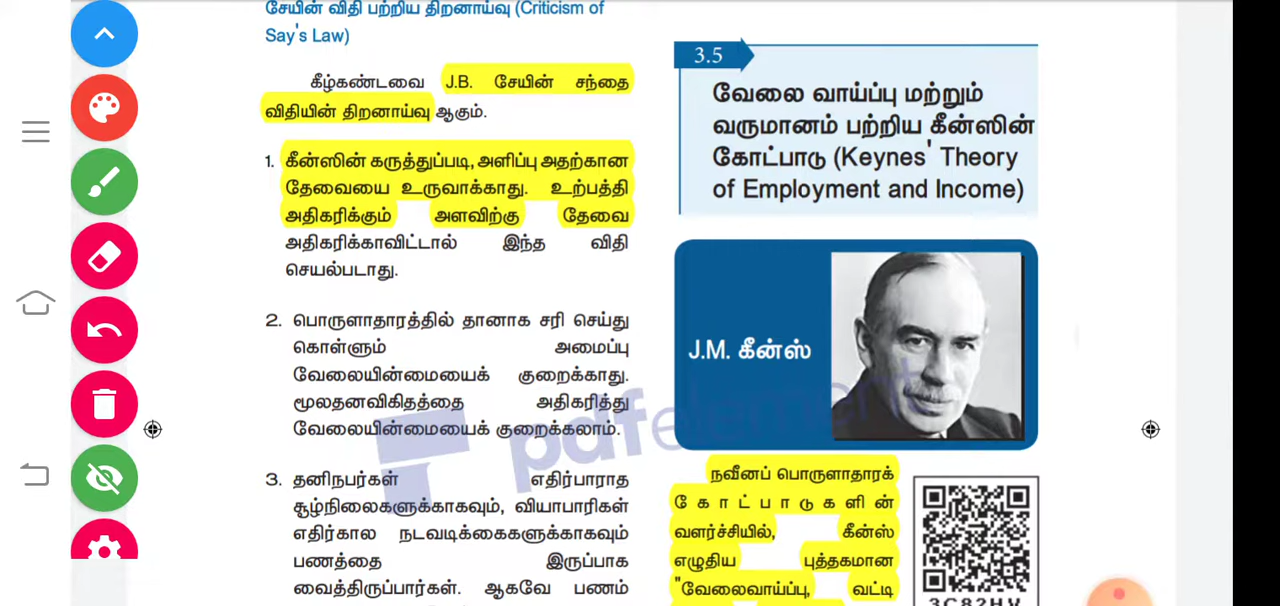 சேயின் விதி பற்றிய திறனாய்வு (Criticism of
Say's Law)
கீழ்கண்டவை J.B. சேயின் சந்தை
விதியின் திறனாய்வு ஆகும்.
1. கீன்ஸின் கருத்துப்படி, அளிப்பு அதற்கான
தேவையை உருவாக்காது. உற்பத்தி
அதிகரிக்கும் அளவிற்கு தேவை
அதிகரிக்காவிட்டால் இந்த விதி
செயல்படாது.
2. பொருளாதாரத்தில் தானாக சரி செய்து
கொள்ளும் அமைப்பு
வேலையின்மையைக் குறைக்காது.
மூலதனவிகிதத்தை அதிகரித்து
வேலையின்மையைக் குறைக்கலாம்.
3. தனிநபர்கள் எதிர்பாராத
சூழ்நிலைகளுக்காகவும், வியாபாரிகள்
எதிர்கால நடவடிக்கைகளுக்காகவும்
பணத்தை இருப்பாக
வைத்திருப்பார்கள். ஆகவே பணம்
3.5
வேலை வாய்ப்பு மற்றும்
வருமானம் பற்றிய கீன்ஸின்
கோட்பாடு (Keynes' Theory
of Employment and Income)
J.M. கீன்ஸ்
நவீனப் பொருளாதாரக்
கோட்பாடுகளின்
வளர்ச்சியில், கீன்ஸ்
எழுதிய புத்தகமான
"வேலைவாய்ப்பு, வட்டி
3C82HV
pdfelement